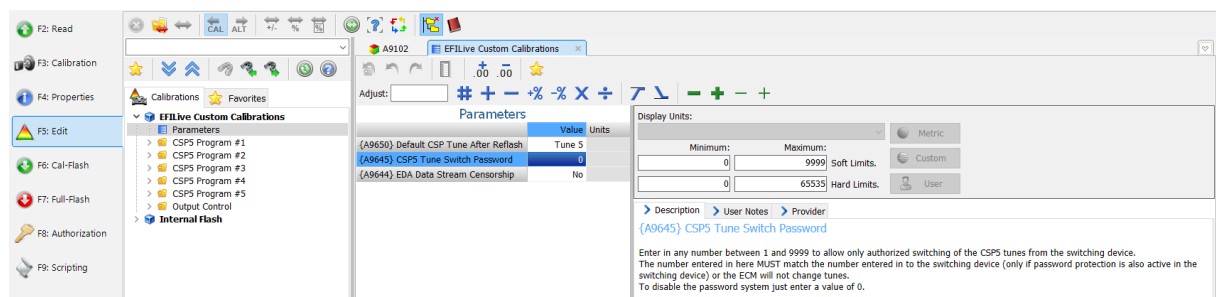 F2: Read
F3: Calibration
F4: Properties
F5: Edit
F6: Cal-Flash
F7: Full-Flash
F8: Authorization
F9: Scripting
CAL ALT +/- % %
Calibrations Favorites
EFILive Custom Calibrations
Parameters
CSP5 Program #1
CSP5 Program #2
CSP5 Program #3
CSP5 Program #4
CSP5 Program #5
Output Control
Internal Flash
A9102 EFILive Custom Calibrations
+.00 -.00
Adjust: # + − +% -% X ÷
Parameters
Value Units
{A9650} Default CSP Tune After Reflash Tune 5
{A9645} CSP5 Tune Switch Password 0
{A9644} EDA Data Stream Censorship No
Display Units:
Metric
Minimum: Maximum:
0 9999 Soft Limits. Custom
0 65535 Hard Limits. User
Description User Notes Provider
{A9645} CSP5 Tune Switch Password
Enter in any number between 1 and 9999 to allow only authorized switching of the CSP5 tunes from the switching device.
The number entered in here MUST match the number entered in to the switching device (only if password protection is also active in the
switching device) or the ECM will not change tunes.
To disable the password system just enter a value of 0.